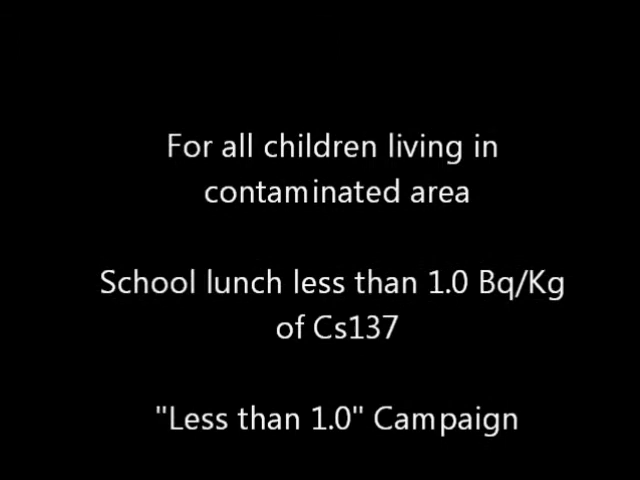 For all children living in
contaminated area
School lunch less than 1.0 Bq/Kg
of Cs137
"Less than 1.0" Campaign